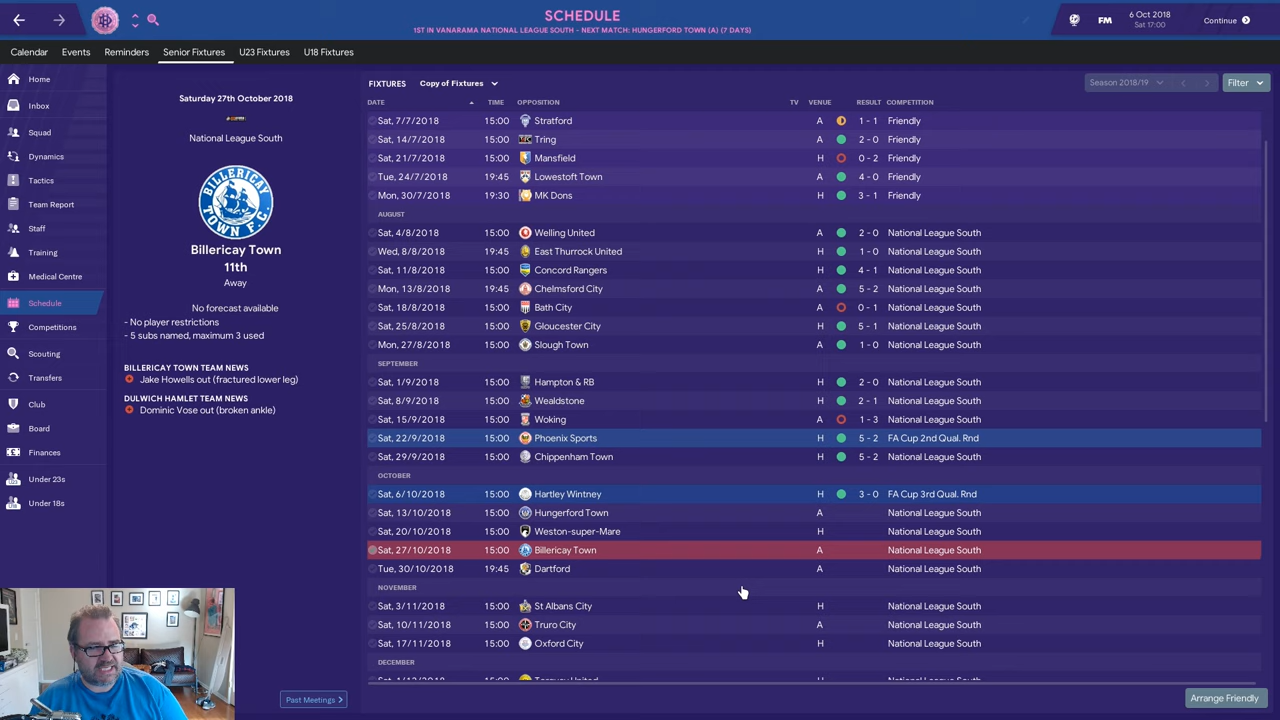 SCHEDULE
1ST IN VANARAMA NATIONAL LEAGUE SOUTH - NEXT MATCH: HUNGERFORD TOWN (A) (7 DAYS)
FM
6 Oct 2018
Sat 17:00
Continue
Calendar Events Reminders Senior Fixtures U23 Fixtures U18 Fixtures
Home
Inbox
Squad
Dynamics
Tactics
Team Report
Staff
Training
Medical Centre
Schedule
Competitions
Scouting
Transfers
Club
Board
Finances
Under 23s
Under 18s
Saturday 27th October 2018
National League South
BILLERICAY
TOWN F.C.
Billericay Town
11th
Away
No forecast available
- No player restrictions
- 5 subs named, maximum 3 used
BILLERICAY TOWN TEAM NEWS
Jake Howells out (fractured lower leg)
DULWICH HAMLET TEAM NEWS
Dominic Vose out (broken ankle)
Past Meetings
FIXTURES Copy of Fixtures Season 2018/19 Filter
DATE TIME OPPOSITION TV VENUE RESULT COMPETITION
Sat, 7/7/2018 15:00 Stratford A 1 - 1 Friendly
Sat, 14/7/2018 15:00 Tring A 2 - 0 Friendly
Sat, 21/7/2018 15:00 Mansfield H 0 - 2 Friendly
Tue, 24/7/2018 19:45 Lowestoft Town A 4 - 0 Friendly
Mon, 30/7/2018 19:30 MK Dons H 3 - 1 Friendly
AUGUST
Sat, 4/8/2018 15:00 Welling United A 2 - 0 National League South
Wed, 8/8/2018 19:45 East Thurrock United H 1 - 0 National League South
Sat, 11/8/2018 15:00 Concord Rangers H 4 - 1 National League South
Mon, 13/8/2018 19:45 Chelmsford City A 5 - 2 National League South
Sat, 18/8/2018 15:00 Bath City A 0 - 1 National League South
Sat, 25/8/2018 15:00 Gloucester City H 5 - 1 National League South
Mon, 27/8/2018 15:00 Slough Town A 1 - 0 National League South
SEPTEMBER
Sat, 1/9/2018 15:00 Hampton & RB H 2 - 0 National League South
Sat, 8/9/2018 15:00 Wealdstone H 2 - 1 National League South
Sat, 15/9/2018 15:00 Woking A 1 - 3 National League South
Sat, 22/9/2018 15:00 Phoenix Sports H 5 - 2 FA Cup 2nd Qual. Rnd
Sat, 29/9/2018 15:00 Chippenham Town H 5 - 2 National League South
OCTOBER
Sat, 6/10/2018 15:00 Hartley Wintney H 3 - 0 FA Cup 3rd Qual. Rnd
Sat, 13/10/2018 15:00 Hungerford Town A National League South
Sat, 20/10/2018 15:00 Weston-super-Mare H National League South
Sat, 27/10/2018 15:00 Billericay Town A National League South
Tue, 30/10/2018 19:45 Dartford A National League South
NOVEMBER
Sat, 3/11/2018 15:00 St Albans City H National League South
Sat, 10/11/2018 15:00 Truro City A National League South
Sat, 17/11/2018 15:00 Oxford City H National League South
DECEMBER
Sat, 1/12/2018 15:00 Torquay United H National League South
Arrange Friendly